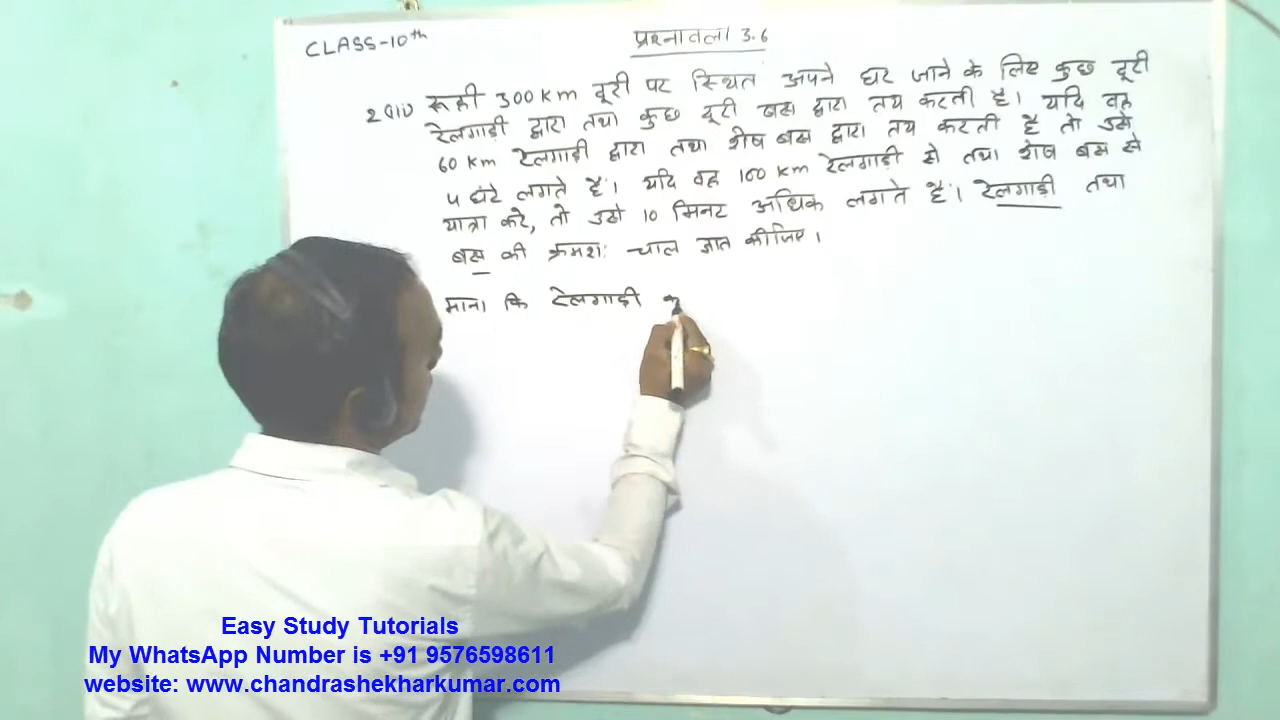 CLASS-10th
प्रश्नावली 3.6
2(iii) रूही 300 Km दूरी पर स्थित अपने घर जाने के लिए कुछ दूरी
रेलगाड़ी द्वारा तथा कुछ दूरी बस द्वारा तय करती है। यदि वह
60 Km रेलगाड़ी द्वारा तथा शेष बस द्वारा तय करती है तो उसे
4 घंटे लगते हैं। यदि वह 100 Km रेलगाड़ी से तथा शेष बस से
यात्रा करे, तो उसे 10 मिनट अधिक लगते हैं। रेलगाड़ी तथा
बस की क्रमशः चाल ज्ञात कीजिए।
माना कि रेलगाड़ी
Easy Study Tutorials
My WhatsApp Number is +91 9576598611
website: www.chandrashekharkumar.com